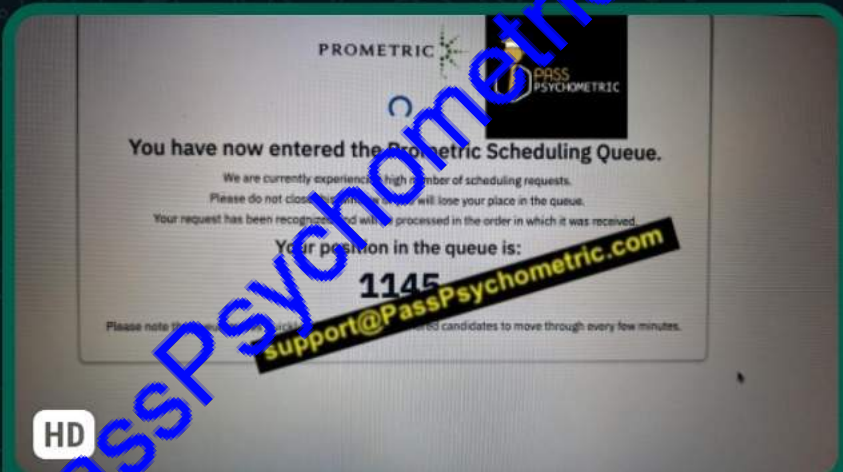 PROMETRIC
PASS
PSYCHOMETRIC
You have now entered the Prometric Scheduling Queue.
We are currently experiencing high number of scheduling requests.
Please do not close will lose your place in the queue.
Your request has been recognized and will be processed in the order in which it was received.
Your position in the queue is:
1145
Please note candidates to move through every few minutes.
support@PassPsychometric.com
assPsychometric
HD